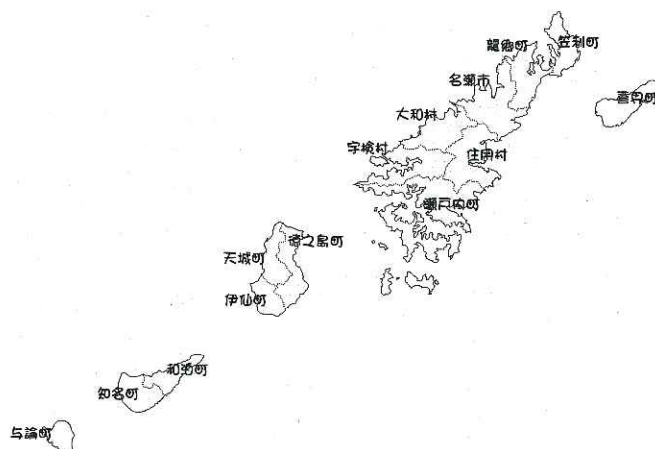 龍郷町
笠利町
名瀬市
喜界町
大和村
宇検村
住用村
瀬戸内町
徳之島町
天城町
伊仙町
和泊町
知名町
与論町